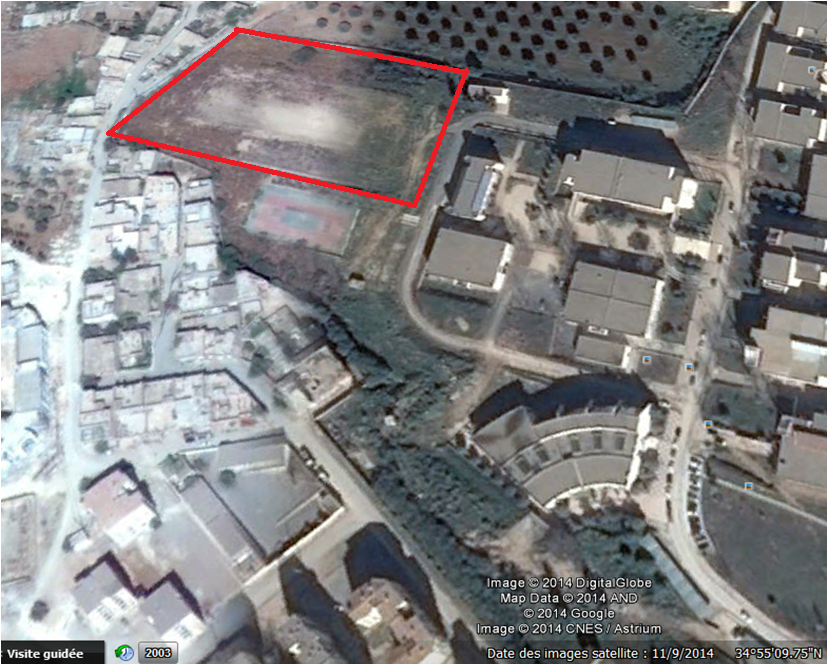 Image © 2014 DigitalGlobe
Map Data © 2014 AND
© 2014 Google
Image © 2014 CNES / Astrium
Visite guidée
2003
Date des images satellite : 11/9/2014 34°55'09.75"N